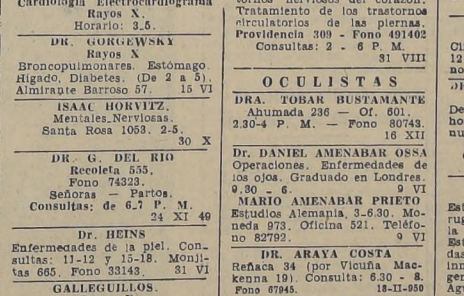 Cardiología Electrocardiograma
Rayos X.
Horario: 3-5.
DR. GORGEWSKY
Rayos X
Broncopulmonares. Estómago.
Hígado, Diabetes. (De 2 a 5).
Almirante Barroso 57. 15 VI
ISAAC HORVITZ.
Mentales. Nerviosas.
Santa Rosa 1053. 2-5.
30 X
DR. G. DEL RIO
Recoleta 555,
Fono 74323.
Señoras — Partos.
Consultas: de 6-7 P. M.
24 XI 49
Dr. HEINS
Enfermedades de la piel. Con-
sultas: 11-12 y 15-18. Monji-
tas 665. Fono 33143. 31 VI
GALLEGUILLOS.
tornos nerviosos del corazón.
Tratamiento de los trastornos
circulatorios de las piernas.
Providencia 309 - Fono 491402
Consultas: 2 - 6 P. M.
31 VIII
OCULISTAS
DRA. TOBAR BUSTAMANTE
Ahumada 236 — Of. 601.
2.30-4 P. M. — Fono 80743.
16 XII
Dr. DANIEL AMENABAR OSSA
Operaciones. Enfermedades de
los ojos. Graduado en Londres.
9.30 - 6. 9 VI
MARIO AMENABAR PRIETO
Estudios Alemania, 3-6.30. Mo-
neda 973. Oficina 521. Teléfo-
no 82792. 9 VI
DR. ARAYA COSTA
Reñaca 34 (por Vicuña Mac-
kenna 19). Consulta: 6.30 - 8.
Fono 67945. 18-II-950